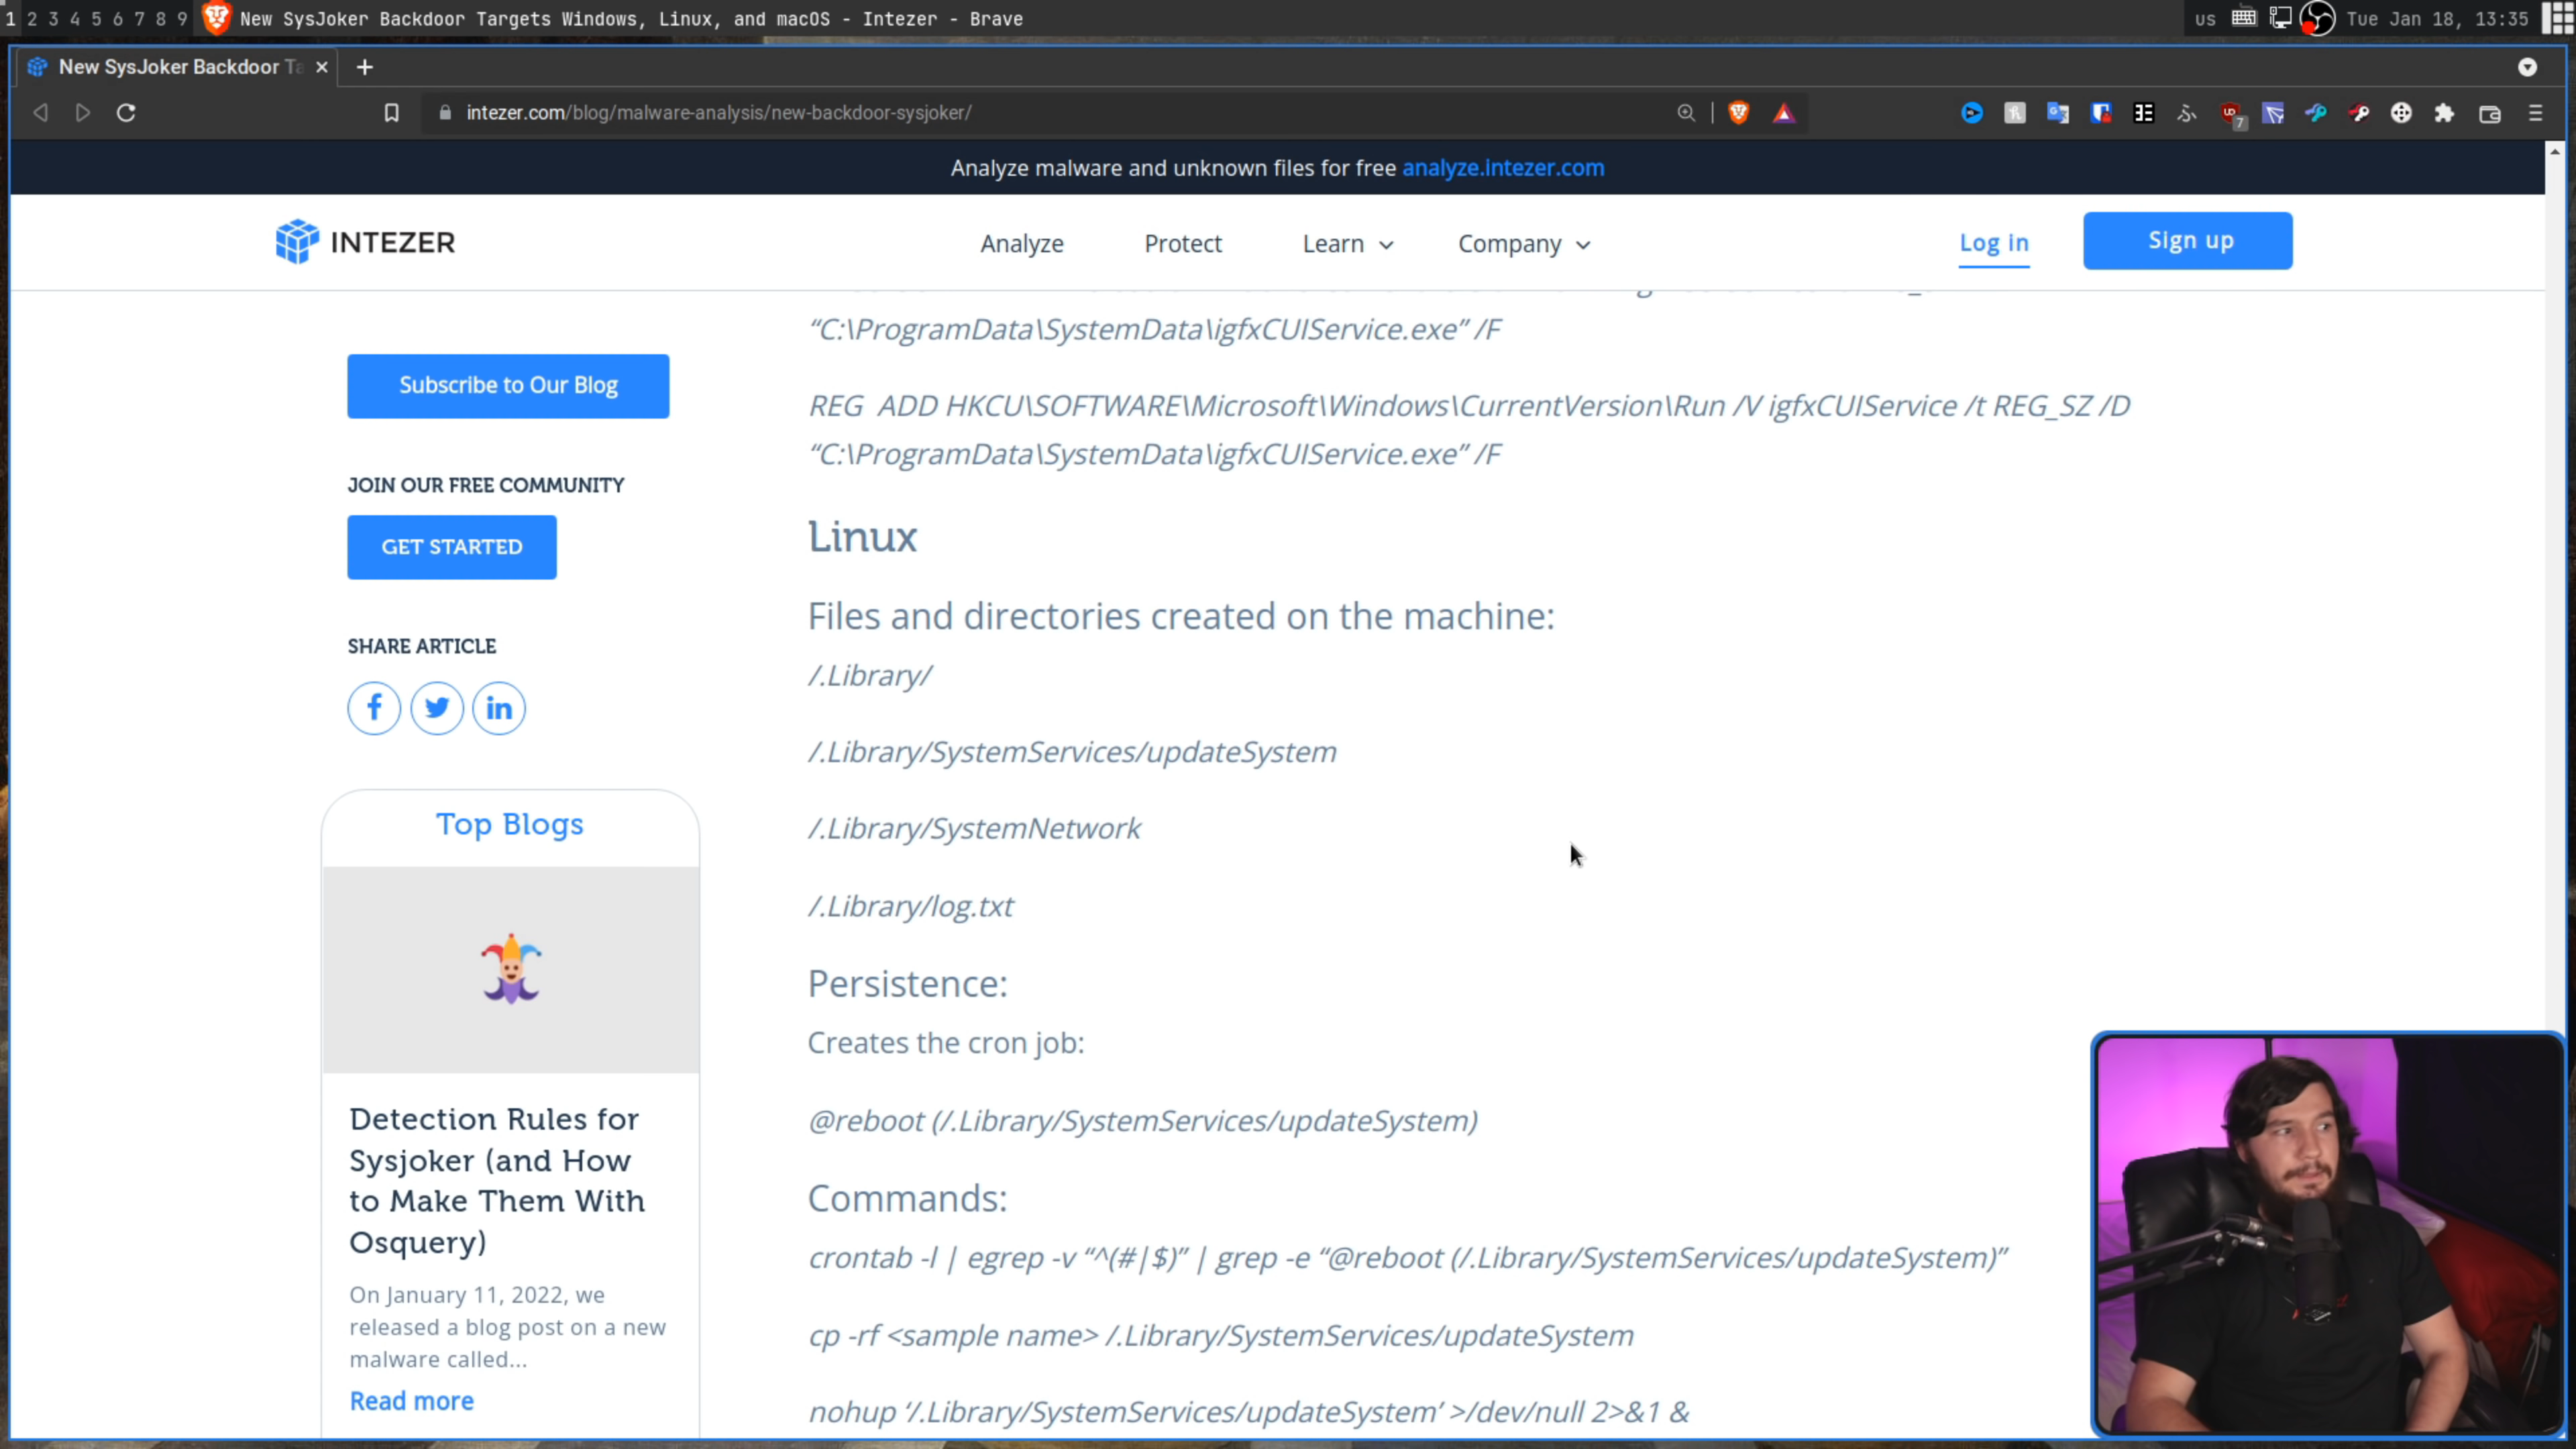 1 2 3 4 5 6 7 8 9 New SysJoker Backdoor Targets Windows, Linux, and macOS - Intezer - Brave
us Tue Jan 18, 13:35
New SysJoker Backdoor Ta
intezer.com/blog/malware-analysis/new-backdoor-sysjoker/
7
Analyze malware and unknown files for free analyze.intezer.com
INTEZER
Analyze Protect Learn Company
Log in Sign up
“C:\ProgramData\SystemData\igfxCUIService.exe” /F
Subscribe to Our Blog
REG ADD HKCU\SOFTWARE\Microsoft\Windows\CurrentVersion\Run /V igfxCUIService /t REG_SZ /D
“C:\ProgramData\SystemData\igfxCUIService.exe” /F
JOIN OUR FREE COMMUNITY
GET STARTED
SHARE ARTICLE
Linux
Files and directories created on the machine:
/.Library/
/.Library/SystemServices/updateSystem
/.Library/SystemNetwork
/.Library/log.txt
Persistence:
Creates the cron job:
@reboot (/.Library/SystemServices/updateSystem)
Commands:
crontab -l | egrep -v “^(#|$)” | grep -e “@reboot (/.Library/SystemServices/updateSystem)”
cp -rf <sample name> /.Library/SystemServices/updateSystem
nohup ‘/.Library/SystemServices/updateSystem’ >/dev/null 2>&1 &
Top Blogs
Detection Rules for
Sysjoker (and How
to Make Them With
Osquery)
On January 11, 2022, we
released a blog post on a new
malware called...
Read more